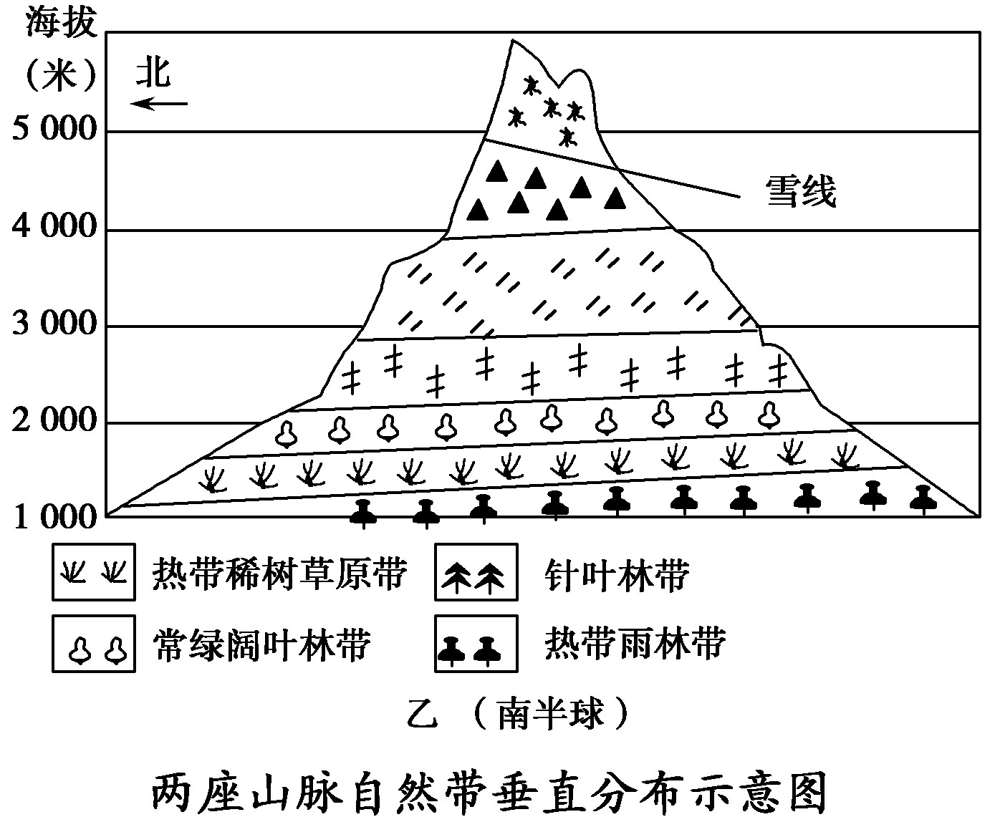 海拔
（米）
北
5 000
雪线
4 000
3 000
2 000
1 000
热带稀树草原带
针叶林带
常绿阔叶林带
热带雨林带
乙 （南半球）
两座山脉自然带垂直分布示意图